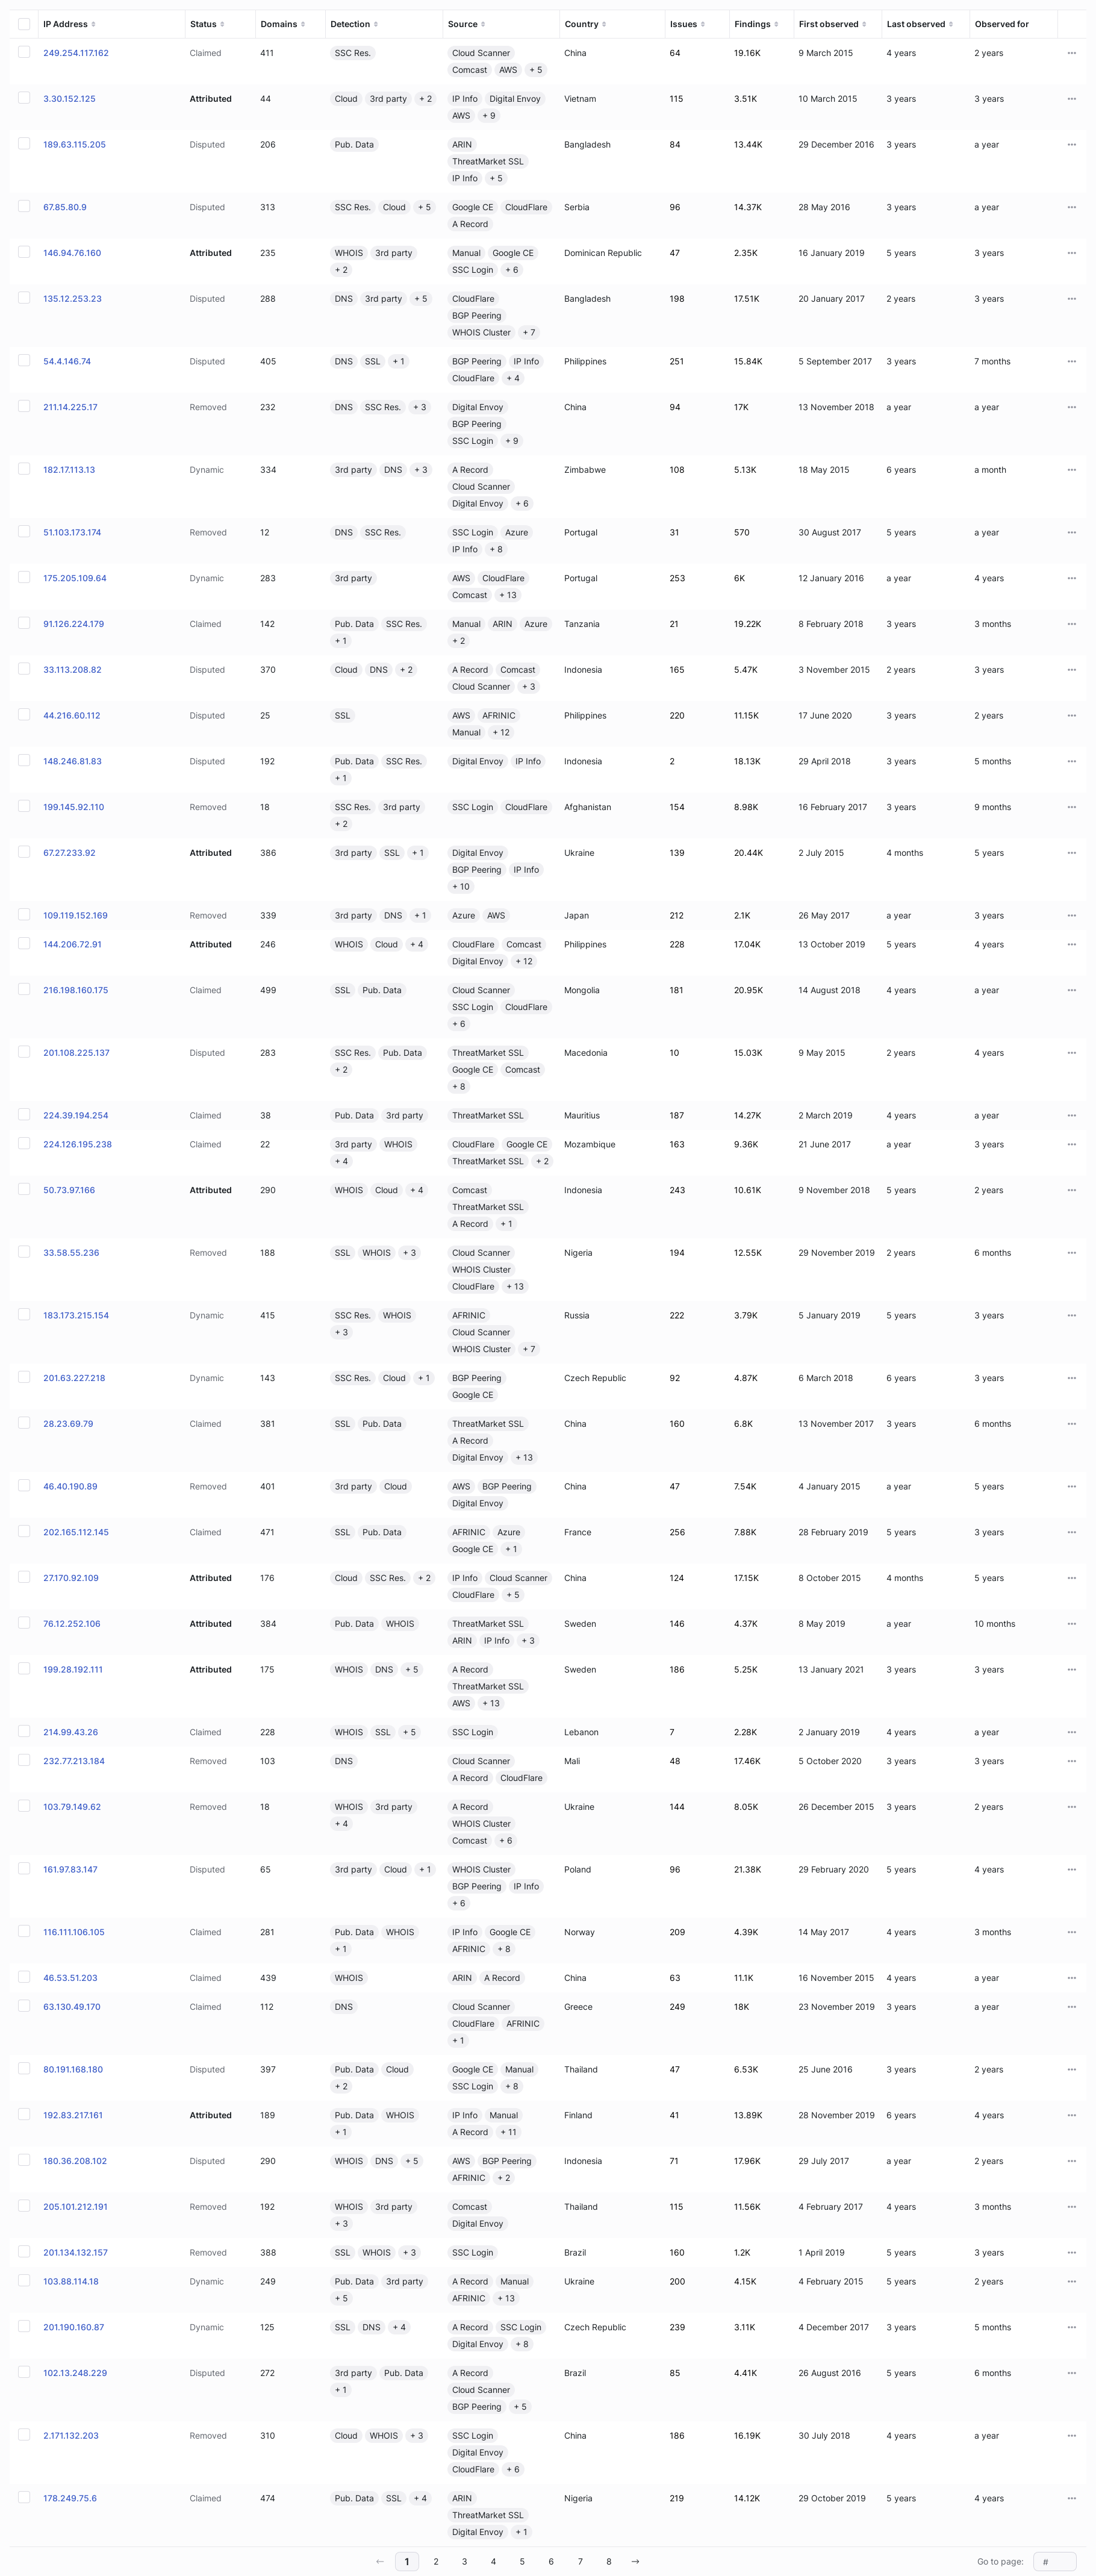 IP Address Status Domains Detection Source Country Issues Findings First observed Last observed Observed for
249.254.117.162 Claimed 411 SSC Res. Cloud Scanner China 64 19.16K 9 March 2015 4 years 2 years
Comcast AWS + 5
3.30.152.125 Attributed 44 Cloud 3rd party + 2 IP Info Digital Envoy Vietnam 115 3.51K 10 March 2015 3 years 3 years
AWS + 9
189.63.115.205 Disputed 206 Pub. Data ARIN Bangladesh 84 13.44K 29 December 2016 3 years a year
ThreatMarket SSL
IP Info + 5
67.85.80.9 Disputed 313 SSC Res. Cloud + 5 Google CE CloudFlare Serbia 96 14.37K 28 May 2016 3 years a year
A Record
146.94.76.160 Attributed 235 WHOIS 3rd party Manual Google CE Dominican Republic 47 2.35K 16 January 2019 5 years 3 years
+ 2 SSC Login + 6
135.12.253.23 Disputed 288 DNS 3rd party + 5 CloudFlare Bangladesh 198 17.51K 20 January 2017 2 years 3 years
BGP Peering
WHOIS Cluster + 7
54.4.146.74 Disputed 405 DNS SSL + 1 BGP Peering IP Info Philippines 251 15.84K 5 September 2017 3 years 7 months
CloudFlare + 4
211.14.225.17 Removed 232 DNS SSC Res. + 3 Digital Envoy China 94 17K 13 November 2018 a year a year
BGP Peering
SSC Login + 9
182.17.113.13 Dynamic 334 3rd party DNS + 3 A Record Zimbabwe 108 5.13K 18 May 2015 6 years a month
Cloud Scanner
Digital Envoy + 6
51.103.173.174 Removed 12 DNS SSC Res. SSC Login Azure Portugal 31 570 30 August 2017 5 years a year
IP Info + 8
175.205.109.64 Dynamic 283 3rd party AWS CloudFlare Portugal 253 6K 12 January 2016 a year 4 years
Comcast + 13
91.126.224.179 Claimed 142 Pub. Data SSC Res. Manual ARIN Azure Tanzania 21 19.22K 8 February 2018 3 years 3 months
+ 1 + 2
33.113.208.82 Disputed 370 Cloud DNS + 2 A Record Comcast Indonesia 165 5.47K 3 November 2015 2 years 3 years
Cloud Scanner + 3
44.216.60.112 Disputed 25 SSL AWS AFRINIC Philippines 220 11.15K 17 June 2020 3 years 2 years
Manual + 12
148.246.81.83 Disputed 192 Pub. Data SSC Res. Digital Envoy IP Info Indonesia 2 18.13K 29 April 2018 3 years 5 months
+ 1
199.145.92.110 Removed 18 SSC Res. 3rd party SSC Login CloudFlare Afghanistan 154 8.98K 16 February 2017 3 years 9 months
+ 2
67.27.233.92 Attributed 386 3rd party SSL + 1 Digital Envoy Ukraine 139 20.44K 2 July 2015 4 months 5 years
BGP Peering IP Info
+ 10
109.119.152.169 Removed 339 3rd party DNS + 1 Azure AWS Japan 212 2.1K 26 May 2017 a year 3 years
144.206.72.91 Attributed 246 WHOIS Cloud + 4 CloudFlare Comcast Philippines 228 17.04K 13 October 2019 5 years 4 years
Digital Envoy + 12
216.198.160.175 Claimed 499 SSL Pub. Data Cloud Scanner Mongolia 181 20.95K 14 August 2018 4 years a year
SSC Login CloudFlare
+ 6
201.108.225.137 Disputed 283 SSC Res. Pub. Data ThreatMarket SSL Macedonia 10 15.03K 9 May 2015 2 years 4 years
+ 2 Google CE Comcast
+ 8
224.39.194.254 Claimed 38 Pub. Data 3rd party ThreatMarket SSL Mauritius 187 14.27K 2 March 2019 4 years a year
224.126.195.238 Claimed 22 3rd party WHOIS CloudFlare Google CE Mozambique 163 9.36K 21 June 2017 a year 3 years
+ 4 ThreatMarket SSL + 2
50.73.97.166 Attributed 290 WHOIS Cloud + 4 Comcast Indonesia 243 10.61K 9 November 2018 5 years 2 years
ThreatMarket SSL
A Record + 1
33.58.55.236 Removed 188 SSL WHOIS + 3 Cloud Scanner Nigeria 194 12.55K 29 November 2019 2 years 6 months
WHOIS Cluster
CloudFlare + 13
183.173.215.154 Dynamic 415 SSC Res. WHOIS AFRINIC Russia 222 3.79K 5 January 2019 5 years 3 years
+ 3 Cloud Scanner
WHOIS Cluster + 7
201.63.227.218 Dynamic 143 SSC Res. Cloud + 1 BGP Peering Czech Republic 92 4.87K 6 March 2018 6 years 3 years
Google CE
28.23.69.79 Claimed 381 SSL Pub. Data ThreatMarket SSL China 160 6.8K 13 November 2017 3 years 6 months
A Record
Digital Envoy + 13
46.40.190.89 Removed 401 3rd party Cloud AWS BGP Peering China 47 7.54K 4 January 2015 a year 5 years
Digital Envoy
202.165.112.145 Claimed 471 SSL Pub. Data AFRINIC Azure France 256 7.88K 28 February 2019 5 years 3 years
Google CE + 1
27.170.92.109 Attributed 176 Cloud SSC Res. + 2 IP Info Cloud Scanner China 124 17.15K 8 October 2015 4 months 5 years
CloudFlare + 5
76.12.252.106 Attributed 384 Pub. Data WHOIS ThreatMarket SSL Sweden 146 4.37K 8 May 2019 a year 10 months
ARIN IP Info + 3
199.28.192.111 Attributed 175 WHOIS DNS + 5 A Record Sweden 186 5.25K 13 January 2021 3 years 3 years
ThreatMarket SSL
AWS + 13
214.99.43.26 Claimed 228 WHOIS SSL + 5 SSC Login Lebanon 7 2.28K 2 January 2019 4 years a year
232.77.213.184 Removed 103 DNS Cloud Scanner Mali 48 17.46K 5 October 2020 3 years 3 years
A Record CloudFlare
103.79.149.62 Removed 18 WHOIS 3rd party A Record Ukraine 144 8.05K 26 December 2015 3 years 2 years
+ 4 WHOIS Cluster
Comcast + 6
161.97.83.147 Disputed 65 3rd party Cloud + 1 WHOIS Cluster Poland 96 21.38K 29 February 2020 5 years 4 years
BGP Peering IP Info
+ 6
116.111.106.105 Claimed 281 Pub. Data WHOIS IP Info Google CE Norway 209 4.39K 14 May 2017 4 years 3 months
+ 1 AFRINIC + 8
46.53.51.203 Claimed 439 WHOIS ARIN A Record China 63 11.1K 16 November 2015 4 years a year
63.130.49.170 Claimed 112 DNS Cloud Scanner Greece 249 18K 23 November 2019 3 years a year
CloudFlare AFRINIC
+ 1
80.191.168.180 Disputed 397 Pub. Data Cloud Google CE Manual Thailand 47 6.53K 25 June 2016 3 years 2 years
+ 2 SSC Login + 8
192.83.217.161 Attributed 189 Pub. Data WHOIS IP Info Manual Finland 41 13.89K 28 November 2019 6 years 4 years
+ 1 A Record + 11
180.36.208.102 Disputed 290 WHOIS DNS + 5 AWS BGP Peering Indonesia 71 17.96K 29 July 2017 a year 2 years
AFRINIC + 2
205.101.212.191 Removed 192 WHOIS 3rd party Comcast Thailand 115 11.56K 4 February 2017 4 years 3 months
+ 3 Digital Envoy
201.134.132.157 Removed 388 SSL WHOIS + 3 SSC Login Brazil 160 1.2K 1 April 2019 5 years 3 years
103.88.114.18 Dynamic 249 Pub. Data 3rd party A Record Manual Ukraine 200 4.15K 4 February 2015 5 years 2 years
+ 5 AFRINIC + 13
201.190.160.87 Dynamic 125 SSL DNS + 4 A Record SSC Login Czech Republic 239 3.11K 4 December 2017 3 years 5 months
Digital Envoy + 8
102.13.248.229 Disputed 272 3rd party Pub. Data A Record Brazil 85 4.41K 26 August 2016 5 years 6 months
+ 1 Cloud Scanner
BGP Peering + 5
2.171.132.203 Removed 310 Cloud WHOIS + 3 SSC Login China 186 16.19K 30 July 2018 4 years a year
Digital Envoy
CloudFlare + 6
178.249.75.6 Claimed 474 Pub. Data SSL + 4 ARIN Nigeria 219 14.12K 29 October 2019 5 years 4 years
ThreatMarket SSL
Digital Envoy + 1
← 1 2 3 4 5 6 7 8 → Go to page: #